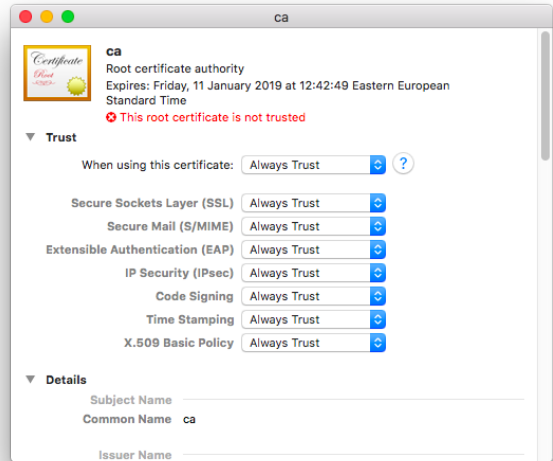 ca
Certificate
Root
ca
Root certificate authority
Expires: Friday, 11 January 2019 at 12:42:49 Eastern European
Standard Time
This root certificate is not trusted
Trust
When using this certificate: Always Trust ?
Secure Sockets Layer (SSL) Always Trust
Secure Mail (S/MIME) Always Trust
Extensible Authentication (EAP) Always Trust
IP Security (IPsec) Always Trust
Code Signing Always Trust
Time Stamping Always Trust
X.509 Basic Policy Always Trust
Details
Subject Name
Common Name ca
Issuer Name